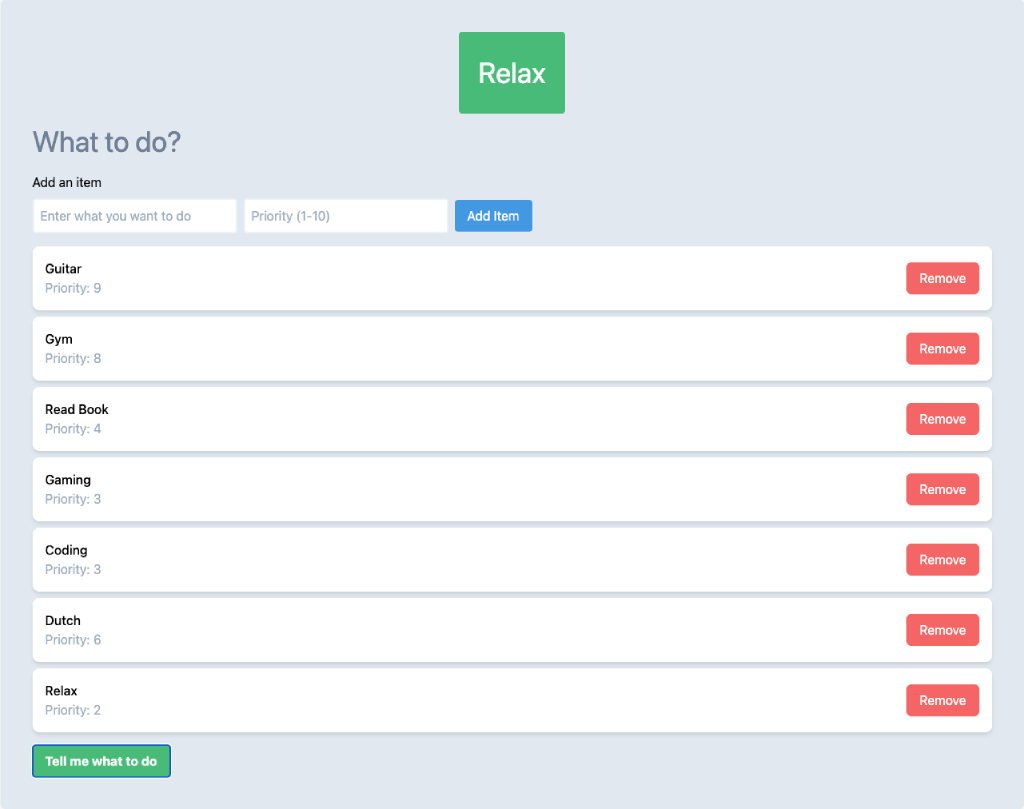 Relax
What to do?
Add an item
Enter what you want to do
Priority (1-10)
Add Item
Guitar
Priority: 9
Remove
Gym
Priority: 8
Remove
Read Book
Priority: 4
Remove
Gaming
Priority: 3
Remove
Coding
Priority: 3
Remove
Dutch
Priority: 6
Remove
Relax
Priority: 2
Remove
Tell me what to do